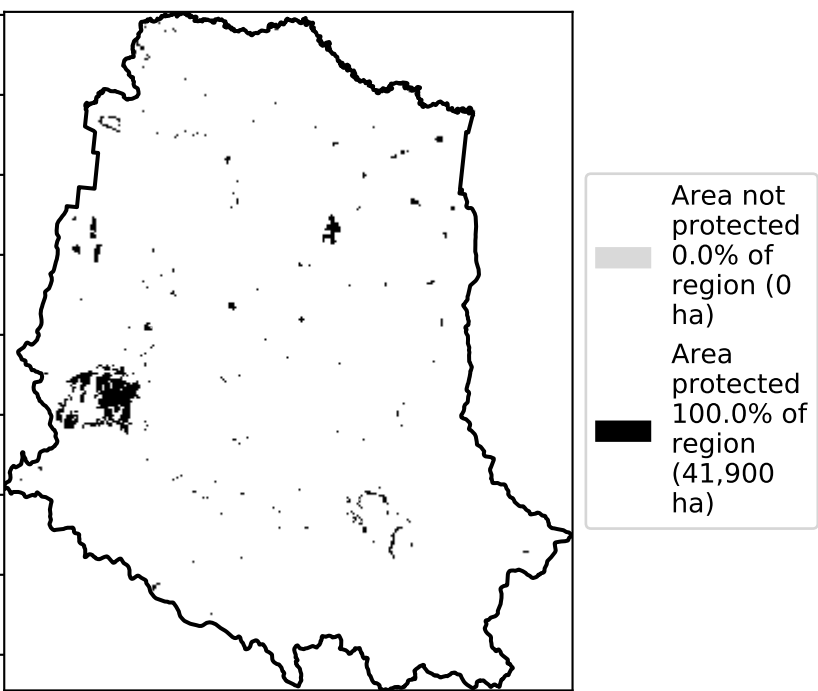 Area not
protected
0.0% of
region (0
ha)
Area
protected
100.0% of
region
(41,900
ha)